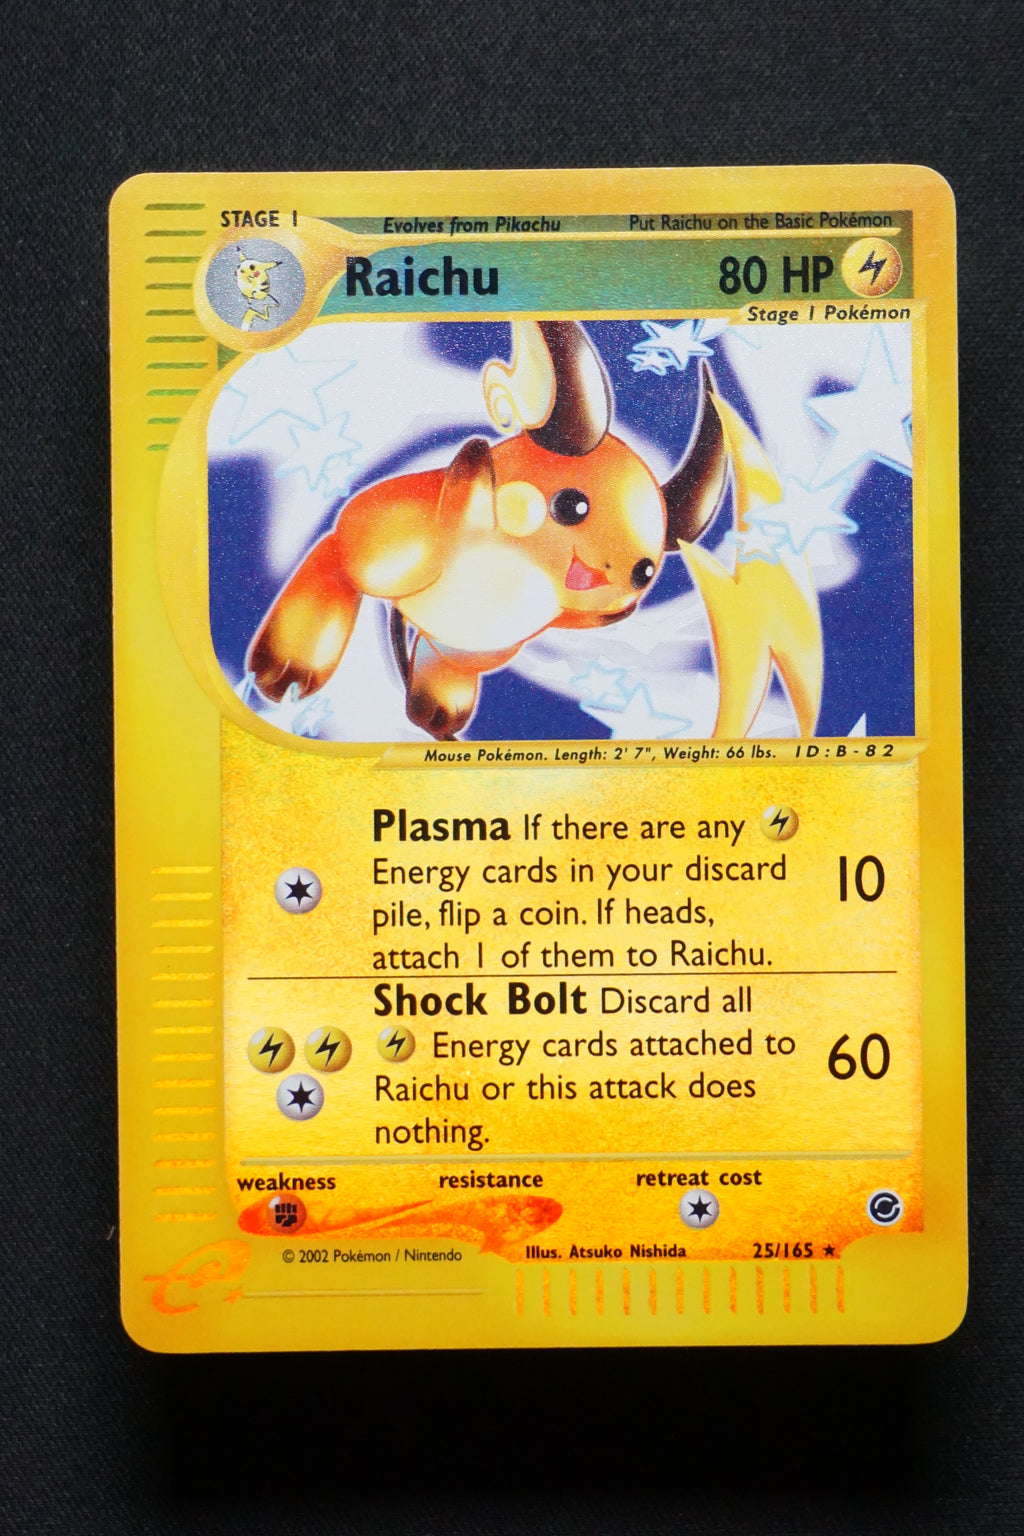 STAGE 1
Evolves from Pikachu
Put Raichu on the Basic Pokémon
Raichu
80 HP
Stage 1 Pokémon
Mouse Pokémon. Length: 2' 7", Weight: 66 lbs. ID:B-82
Plasma If there are any
Energy cards in your discard
pile, flip a coin. If heads,
attach 1 of them to Raichu.
10
Shock Bolt Discard all
Energy cards attached to
Raichu or this attack does
nothing.
60
weakness
resistance
retreat cost
© 2002 Pokémon / Nintendo
Illus. Atsuko Nishida
25/165 ★